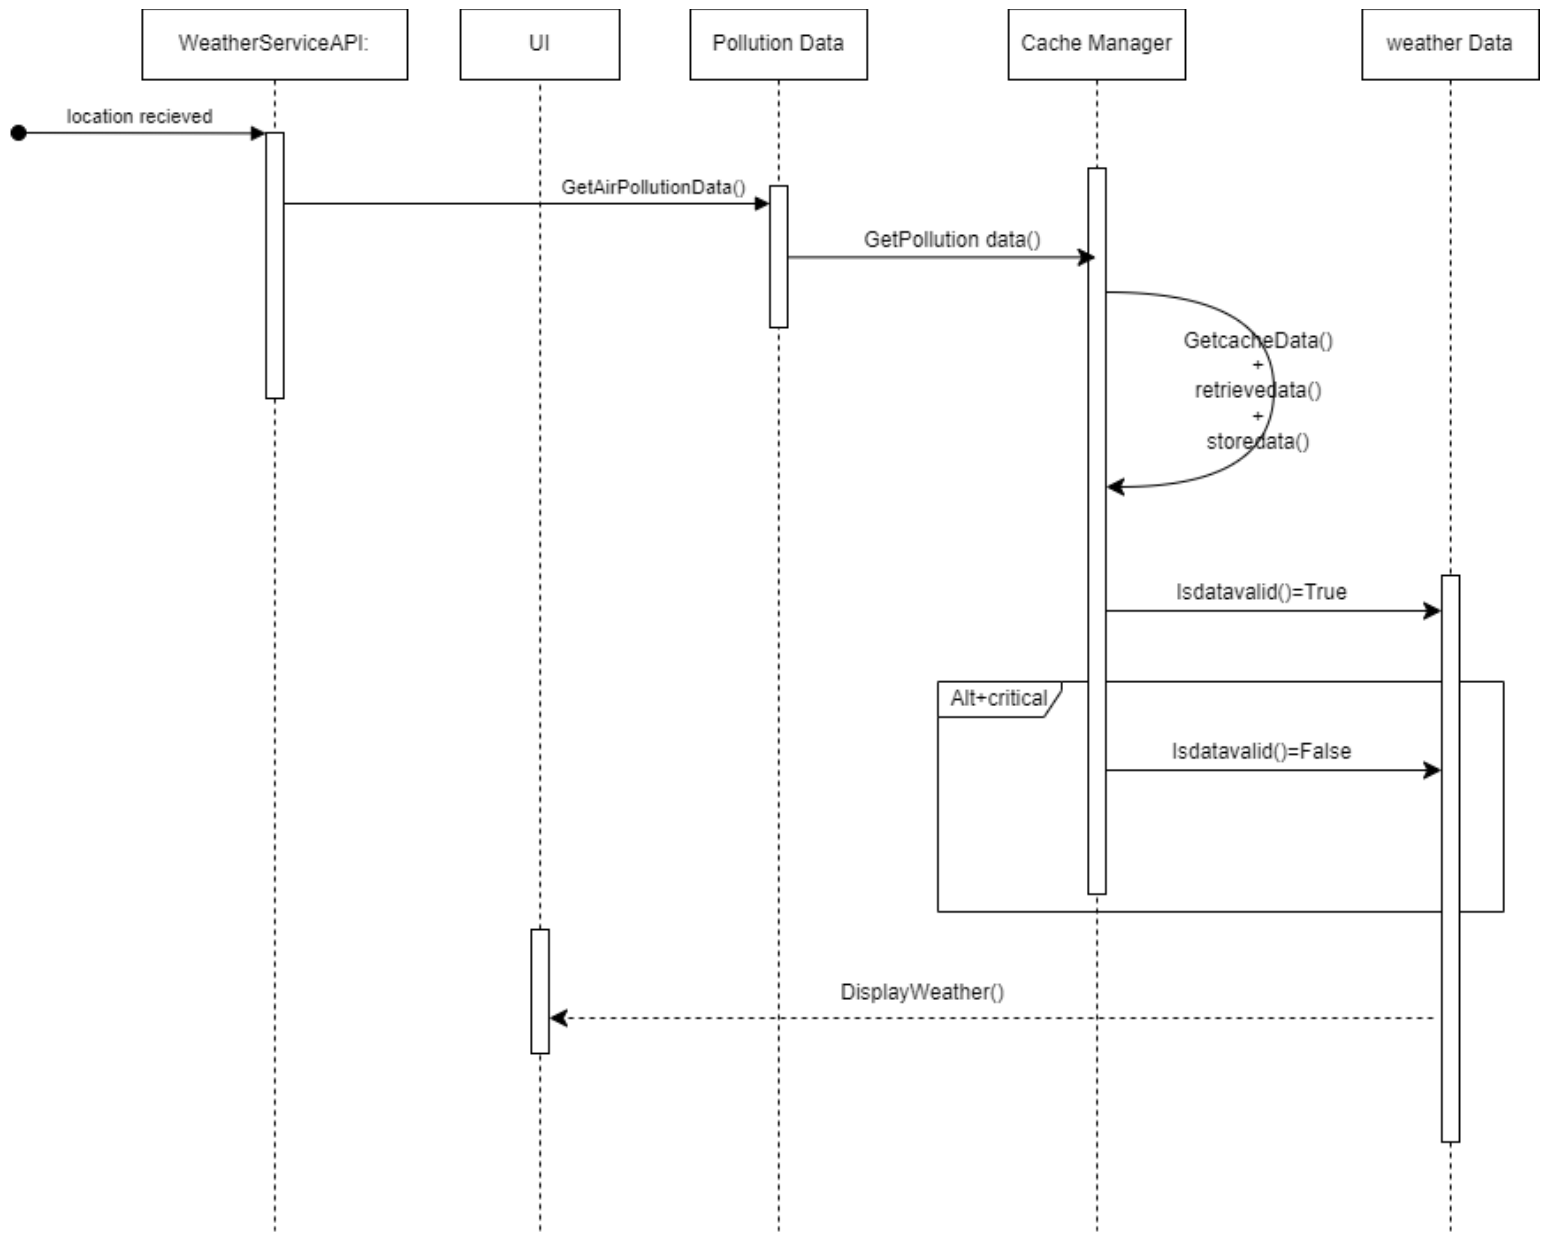 WeatherServiceAPI:
UI
Pollution Data
Cache Manager
weather Data
location recieved
GetAirPollutionData()
GetPollution data()
GetcacheData()
+
retrievedata()
+
storedata()
Isdatavalid()=True
Alt+critical
Isdatavalid()=False
DisplayWeather()